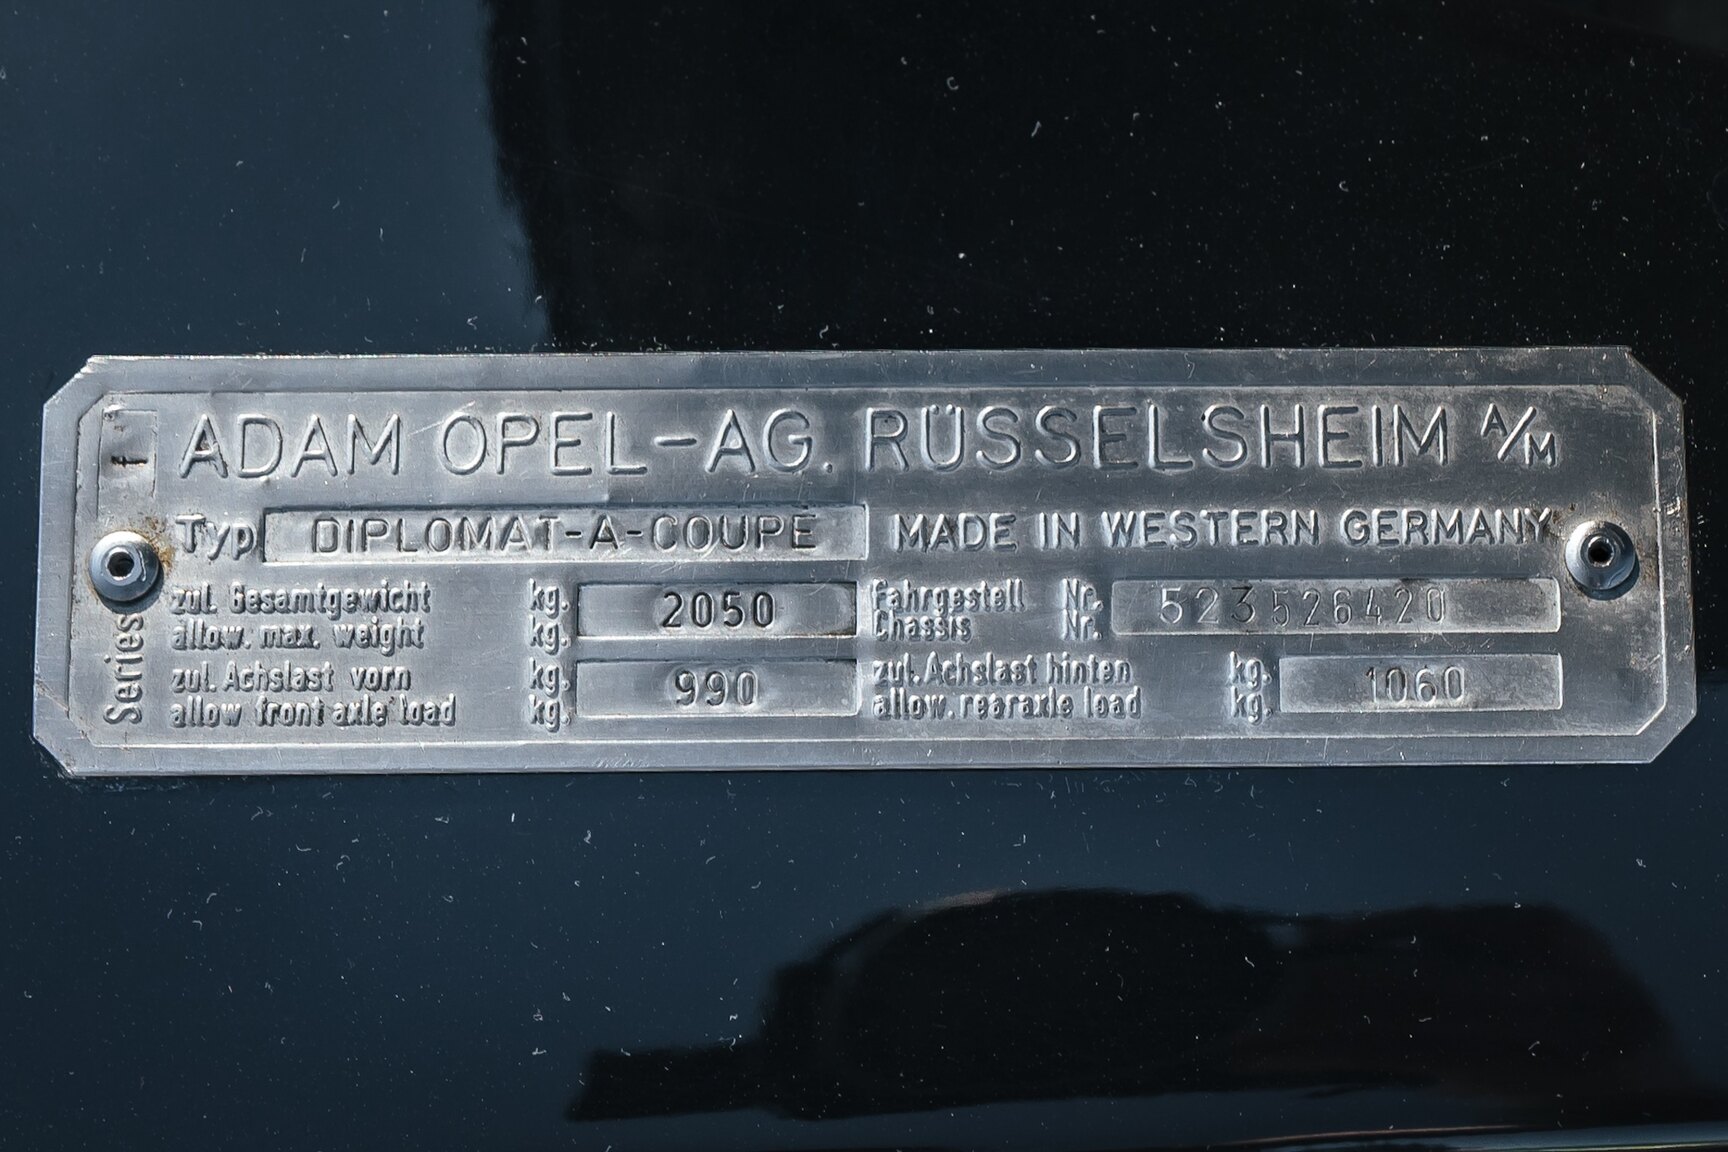 f
ADAM OPEL-AG. RÜSSELSHEIM A/M
Typ DIPLOMAT-A-COUPE MADE IN WESTERN GERMANY
zul. Gesamtgewicht kg. 2050 Fahrgestell Nr. 523526420
allow. max. weight kg. Chassis Nr.
zul. Achslast vorn kg. 990 zul. Achslast hinten kg. 1060
allow front axle load kg. allow. rearaxle load kg.
Series